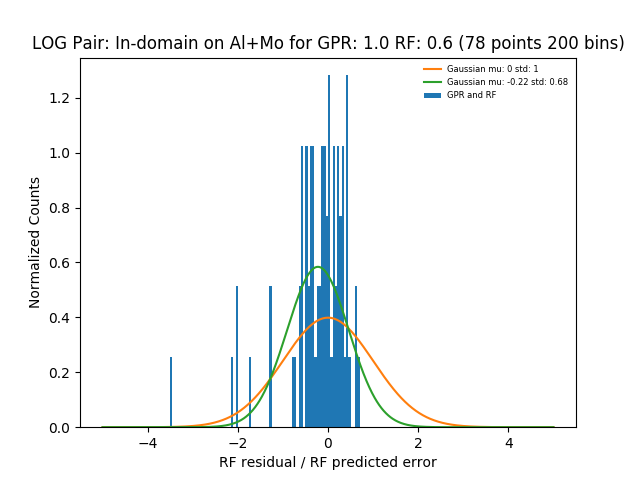 LOG Pair: In-domain on Al+Mo for GPR: 1.0 RF: 0.6 (78 points 200 bins)
Gaussian mu: 0 std: 1
Gaussian mu: -0.22 std: 0.68
GPR and RF
Normalized Counts
1.2
1.0
0.8
0.6
0.4
0.2
0.0
−4
−2
0
2
4
RF residual / RF predicted error